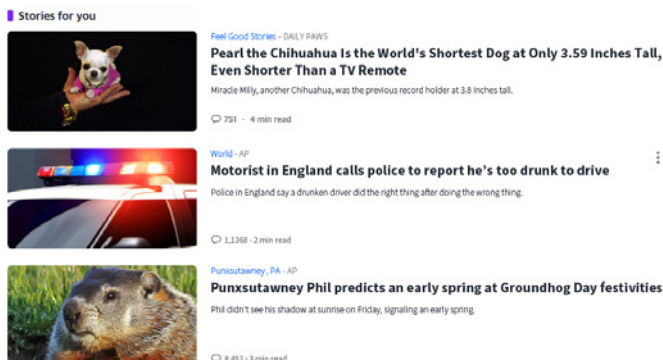 Stories for you
Feel Good Stories - DAILY PAWS
Pearl the Chihuahua Is the World's Shortest Dog at Only 3.59 Inches Tall,
Even Shorter Than a TV Remote
Miracle Milly, another Chihuahua, was the previous record holder at 3.8 inches tall.
751 · 4 min read
World - AP
Motorist in England calls police to report he's too drunk to drive
Police in England say a drunken driver did the right thing after doing the wrong thing.
1,1368 - 2 min read
Punxsutawney, PA - AP
Punxsutawney Phil predicts an early spring at Groundhog Day festivities
Phil didn't see his shadow at sunrise on Friday, signaling an early spring.
8,452 - 3 min read